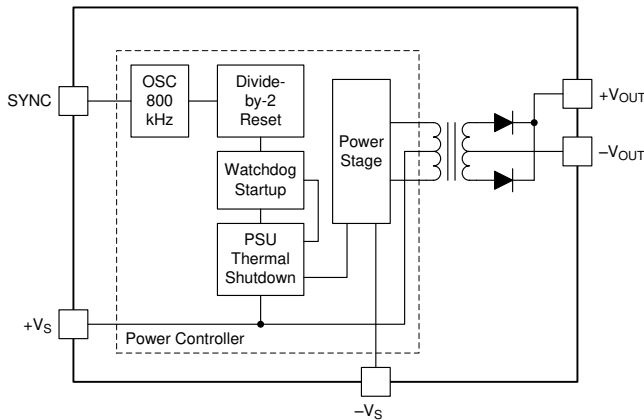 SYNC
OSC
800
kHz
Divide-
by-2
Reset
Watchdog
Startup
PSU
Thermal
Shutdown
Power
Stage
+VOUT
–VOUT
+VS
Power Controller
–VS